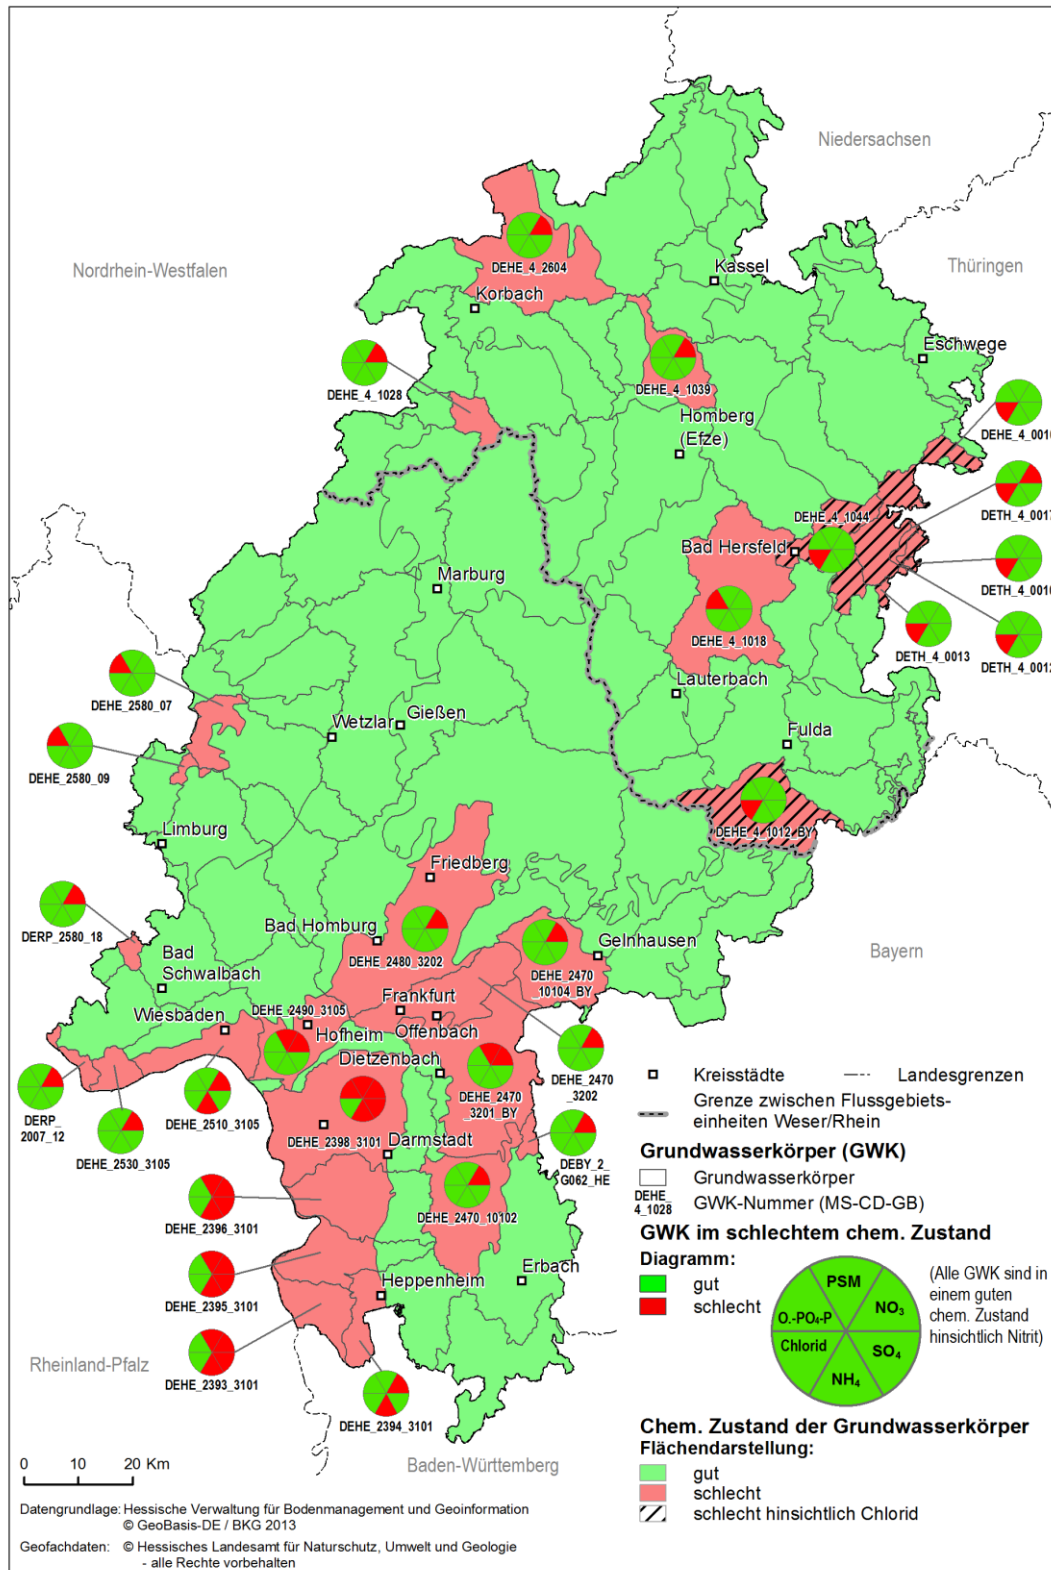 Niedersachsen
Nordrhein-Westfalen
Thüringen
DEHE_4_2604
Kassel
Korbach
Eschwege
DEHE_4_1028
DEHE_4_1039
Homberg
(Efze)
DEHE_4_0010
DETH_4_0017
DEHE_4_1044
Bad Hersfeld
DETH_4_0016
Marburg
DEHE_4_1018
DETH_4_0013
DETH_4_0012
DEHE_2580_07
Lauterbach
Gießen
Wetzlar
Fulda
DEHE_2580_09
Limburg
DEHE_4_1012_BY
Friedberg
DERP_2580_18
Bad Homburg
DEHE_2480_3202
Gelnhausen
Bayern
Bad
Schwalbach
DEHE_2470
_10104_BY
Wiesbaden
DEHE_2490_3105
Frankfurt
Hofheim
Offenbach
Dietzenbach
DEHE_2470
_3202
DERP_
2007_12
DEHE_2510_3105
DEHE_2470
_3201_BY
DEHE_2530_3105
DEHE_2398_3101
Darmstadt
DEBY_2_
G062_HE
DEHE_2396_3101
DEHE_2470_10102
DEHE_2395_3101
Heppenheim
Erbach
DEHE_2393_3101
Rheinland-Pfalz
DEHE_2394_3101
Baden-Württemberg
Kreisstädte
Landesgrenzen
Grenze zwischen Flussgebiets-
einheiten Weser/Rhein
Grundwasserkörper (GWK)
Grundwasserkörper
DEHE_
4_1028
GWK-Nummer (MS-CD-GB)
GWK im schlechtem chem. Zustand
Diagramm:
gut
schlecht
PSM
NO₃
SO₄
NH₄
Chlorid
O.-PO₄-P
(Alle GWK sind in
einem guten
chem. Zustand
hinsichtlich Nitrit)
Chem. Zustand der Grundwasserkörper
Flächendarstellung:
gut
schlecht
schlecht hinsichtlich Chlorid
0 10 20 Km
Datengrundlage: Hessische Verwaltung für Bodenmanagement und Geoinformation
© GeoBasis-DE / BKG 2013
Geofachdaten: © Hessisches Landesamt für Naturschutz, Umwelt und Geologie
- alle Rechte vorbehalten